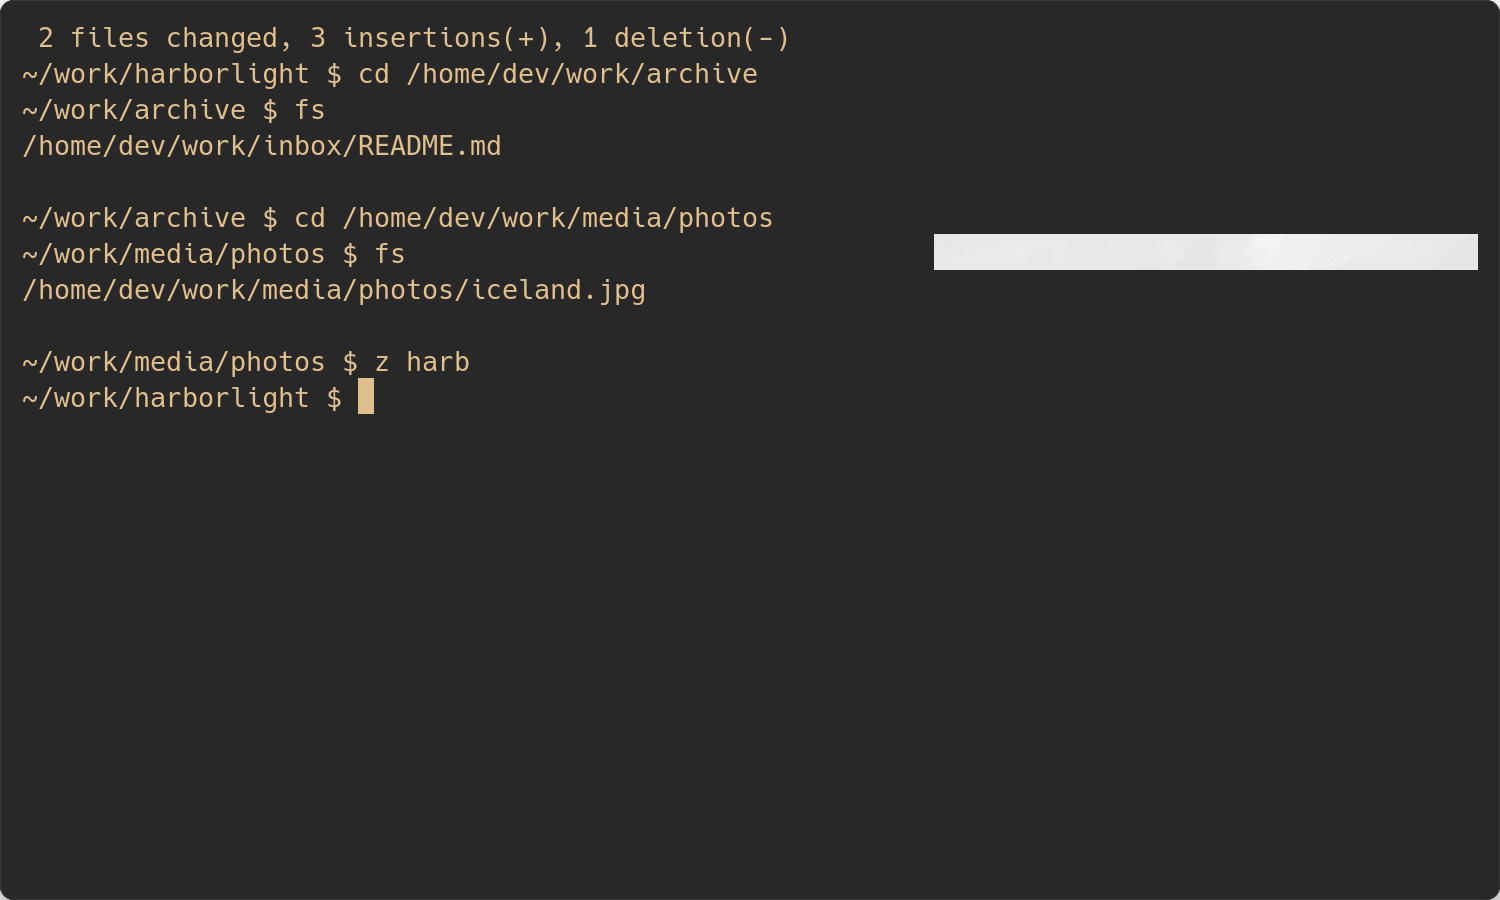 2 files changed, 3 insertions(+), 1 deletion(-)
~/work/harborlight $ cd /home/dev/work/archive
~/work/archive $ fs
/home/dev/work/inbox/README.md
~/work/archive $ cd /home/dev/work/media/photos
~/work/media/photos $ fs
/home/dev/work/media/photos/iceland.jpg
~/work/media/photos $ z harb
~/work/harborlight $